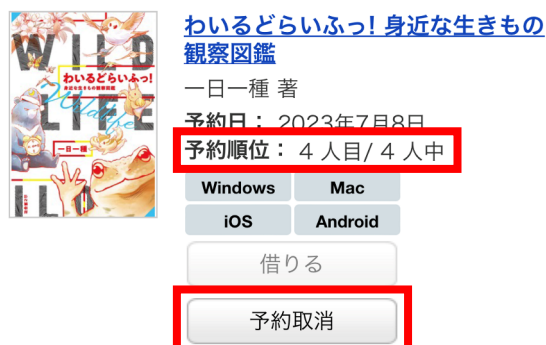 WILD
わいるどらいふっ!
身近な生きもの観察図鑑
Wildlife
LIFE
一日一種
わいるどらいふっ! 身近な生きもの
観察図鑑
一日一種 著
予約日： 2023年7月8日
予約順位： 4 人目/ 4 人中
Windows Mac
iOS Android
借りる
予約取消